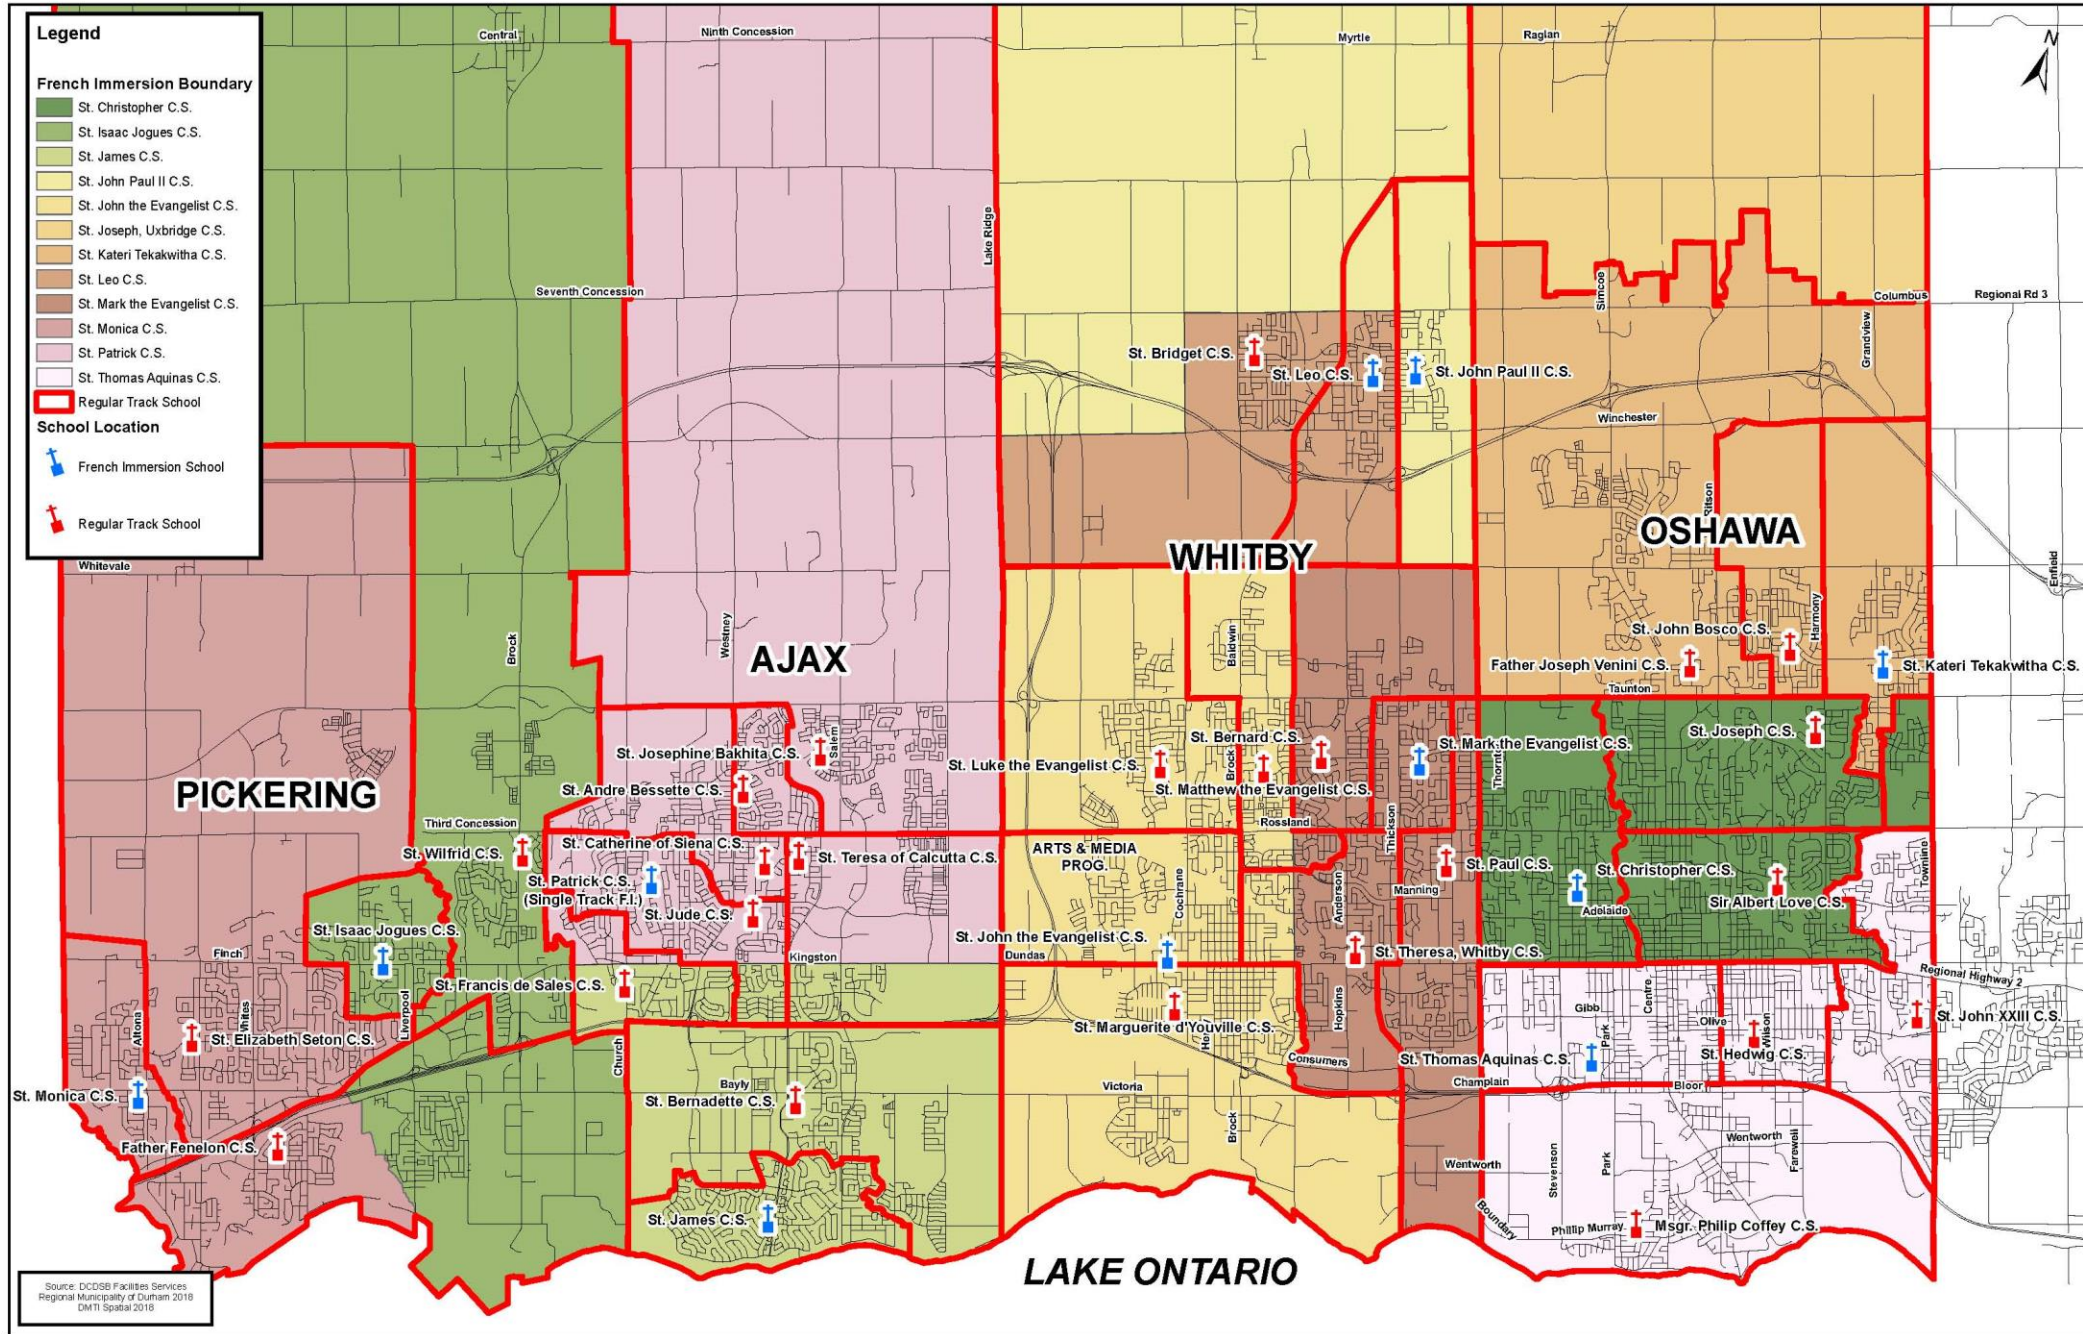 Legend
French Immersion Boundary
St. Christopher C.S.
St. Isaac Jogues C.S.
St. James C.S.
St. John Paul II C.S.
St. John the Evangelist C.S.
St. Joseph, Uxbridge C.S.
St. Kateri Tekakwitha C.S.
St. Leo C.S.
St. Mark the Evangelist C.S.
St. Monica C.S.
St. Patrick C.S.
St. Thomas Aquinas C.S.
Regular Track School
School Location
French Immersion School
Regular Track School
Central
Ninth Concession
Myrtle
Raglan
N
Lake Ridge
Seventh Concession
Simcoe
Columbus
Regional Rd 3
Grandview
St. Bridget C.S.
St. Leo C.S.
St. John Paul II C.S.
Winchester
Ritson
OSHAWA
WHITBY
Whitevale
Enfield
Brock
Westney
AJAX
Baldwin
Harmony
St. John Bosco C.S.
Father Joseph Venini C.S.
St. Kateri Tekakwitha C.S.
Taunton
St. Josephine Bakhita C.S.
Salem
St. Bernard C.S.
St. Mark the Evangelist C.S.
St. Joseph C.S.
St. Luke the Evangelist C.S.
Brock
Thornton
PICKERING
St. Andre Bessette C.S.
St. Matthew the Evangelist C.S.
Third Concession
Rossland
Thickson
St. Wilfrid C.S.
St. Catherine of Siena C.S.
St. Teresa of Calcutta C.S.
ARTS & MEDIA
PROG.
St. Paul C.S.
St. Christopher C.S.
Townline
St. Patrick C.S.
(Single Track F.I.)
Cochrane
Anderson
Manning
Sir Albert Love C.S.
Adelaide
St. Jude C.S.
St. Isaac Jogues C.S.
St. John the Evangelist C.S.
Finch
Kingston
Dundas
St. Theresa, Whitby C.S.
Regional Highway 2
St. Francis de Sales C.S.
Altona
Whites
Liverpool
Hopkins
Gibb
Park
Centre
Olive
Wilson
St. John XXIII C.S.
St. Elizabeth Seton C.S.
St. Marguerite d'Youville C.S.
Church
Consumers
St. Thomas Aquinas C.S.
St. Hedwig C.S.
St. Monica C.S.
Bayly
Victoria
Champlain
Bloor
St. Bernadette C.S.
Brock
Father Fenelon C.S.
Wentworth
Wentworth
Stevenson
Park
Farewell
St. James C.S.
Boundary
Phillip Murray
Msgr. Philip Coffey C.S.
LAKE ONTARIO
Source: DCDSB Facilities Services
Regional Municipality of Durham 2018
DMTI Spatial 2018